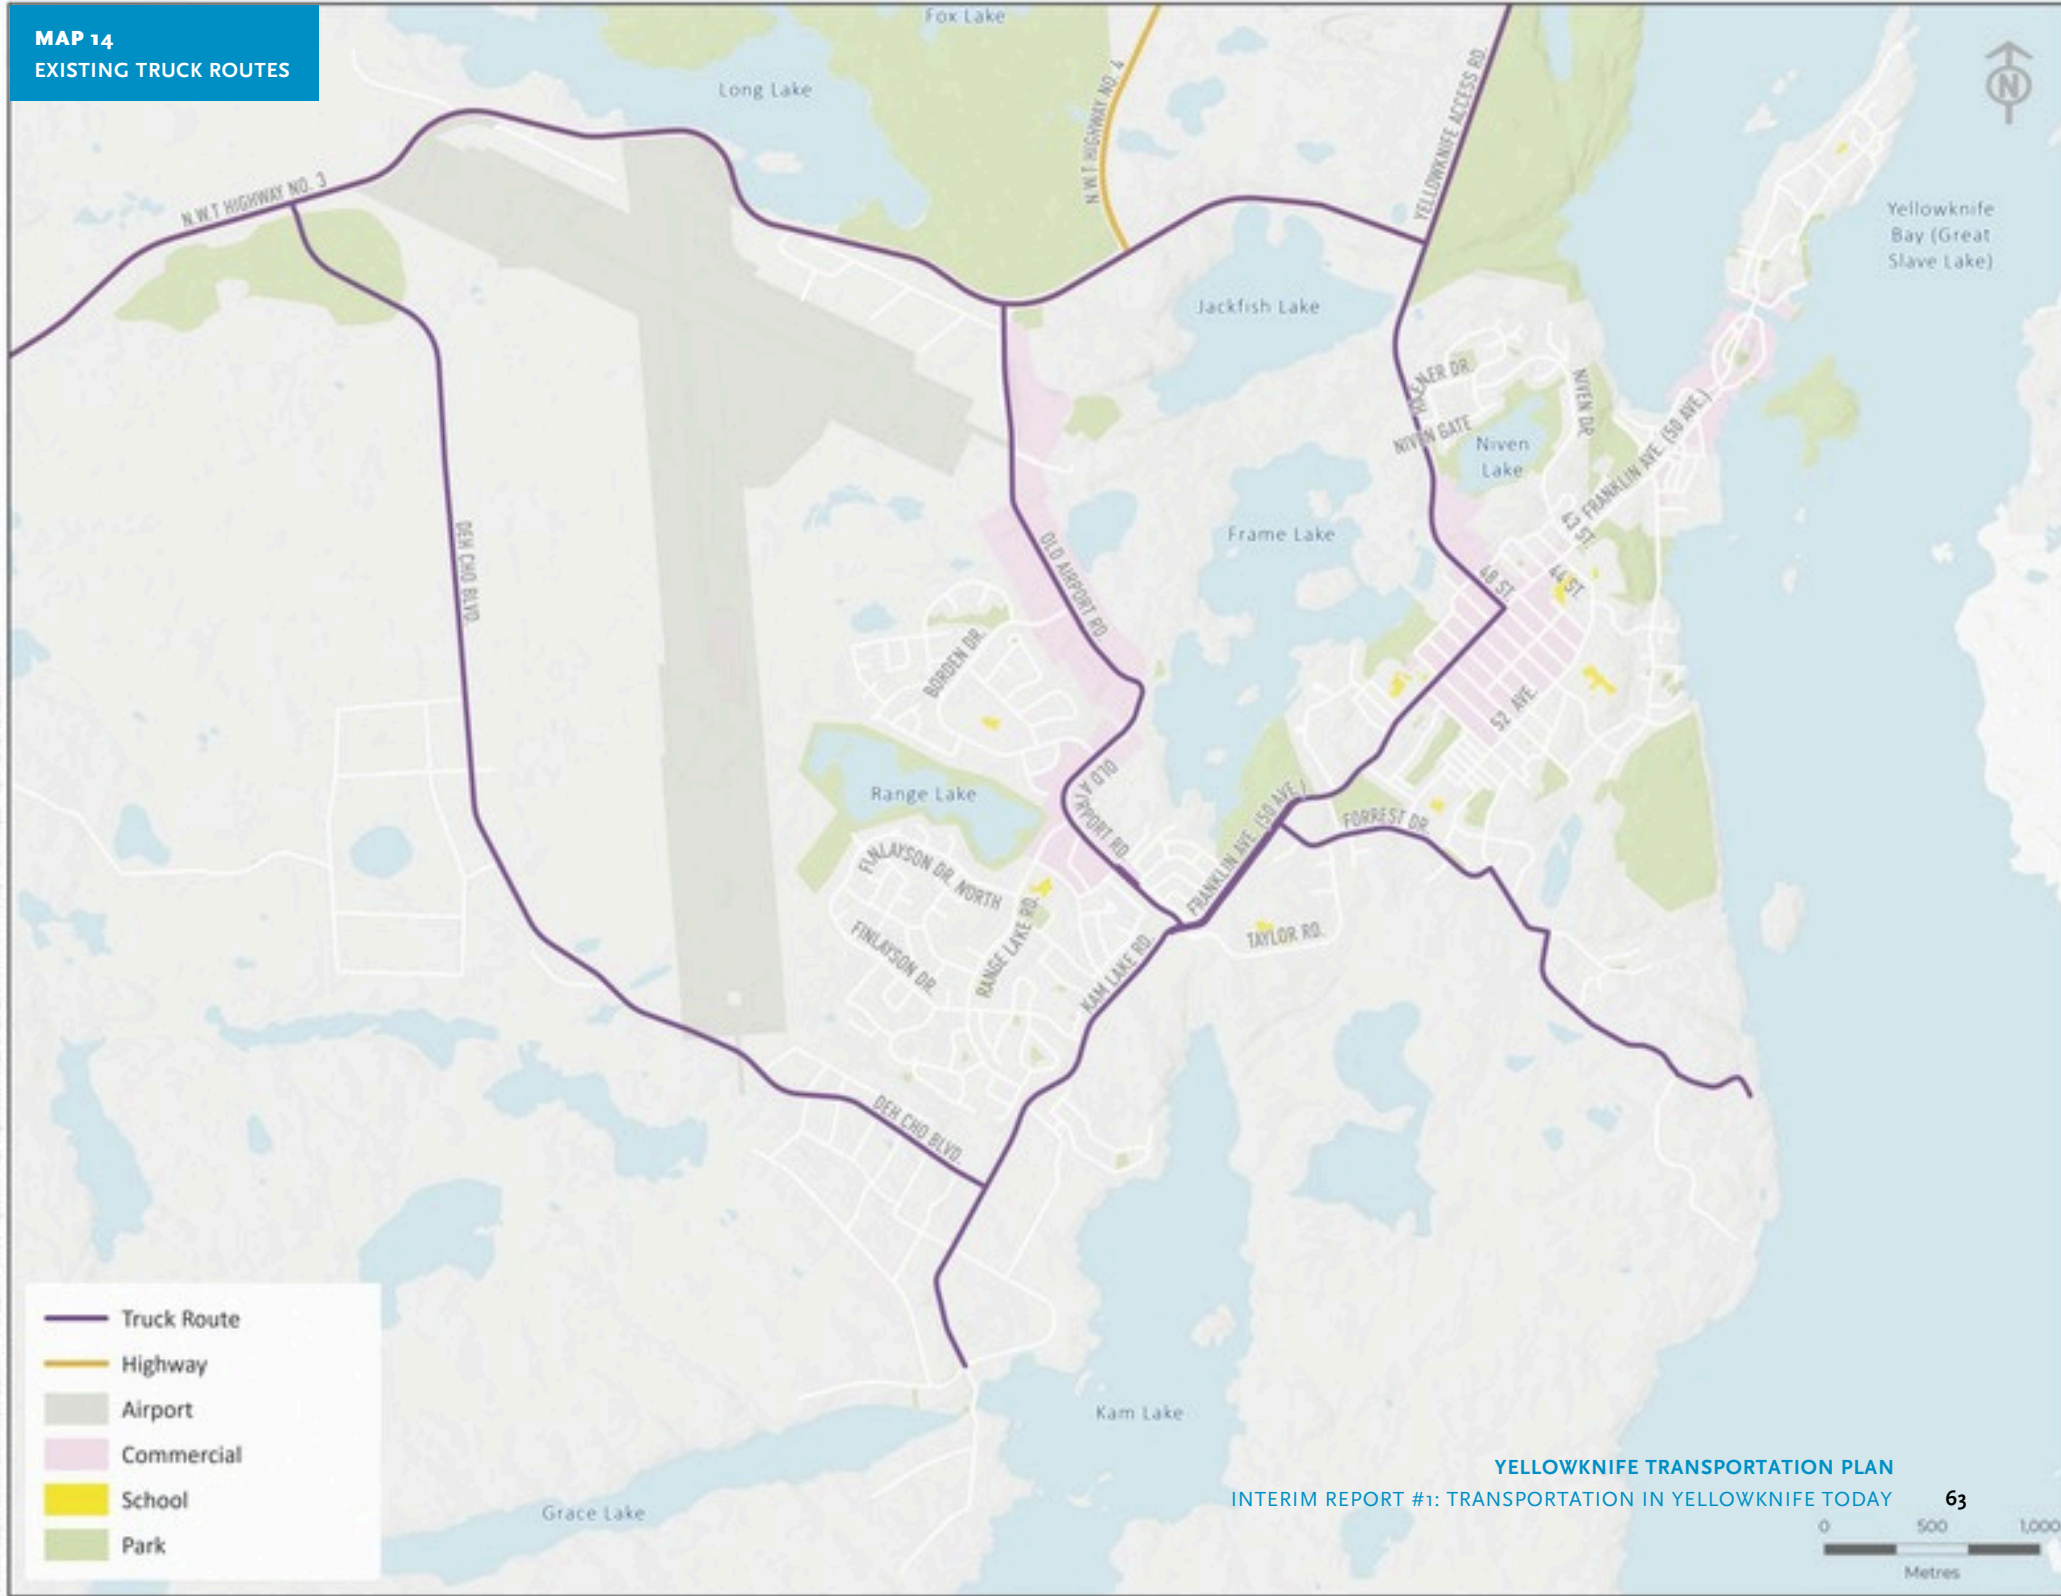 MAP 14
EXISTING TRUCK ROUTES
Fox Lake
Long Lake
N.W.T HIGHWAY NO. 4
YELLOWKNIFE ACCESS RD.
N
N.W.T HIGHWAY NO. 3
Yellowknife
Bay (Great
Slave Lake)
Jackfish Lake
NIVEN DR.
NIVEN GATE
Niven
Lake
FRANKLIN AVE. (50 AVE.)
43 ST.
44 ST.
48 ST.
Frame Lake
DEH CHO BLVD.
OLD AIRPORT RD
BORDEN DR.
52 AVE.
Range Lake
OLD AIRPORT RD.
FRANKLIN AVE. (50 AVE.)
FORREST DR.
FINLAYSON DR. NORTH
RANGE LAKE RD.
FINLAYSON DR.
KAM LAKE RD.
TAYLOR RD.
DEH CHO BLVD.
Truck Route
Highway
Airport
Commercial
School
Park
Kam Lake
Grace Lake
YELLOWKNIFE TRANSPORTATION PLAN
INTERIM REPORT #1: TRANSPORTATION IN YELLOWKNIFE TODAY 63
0 500 1,000
Metres